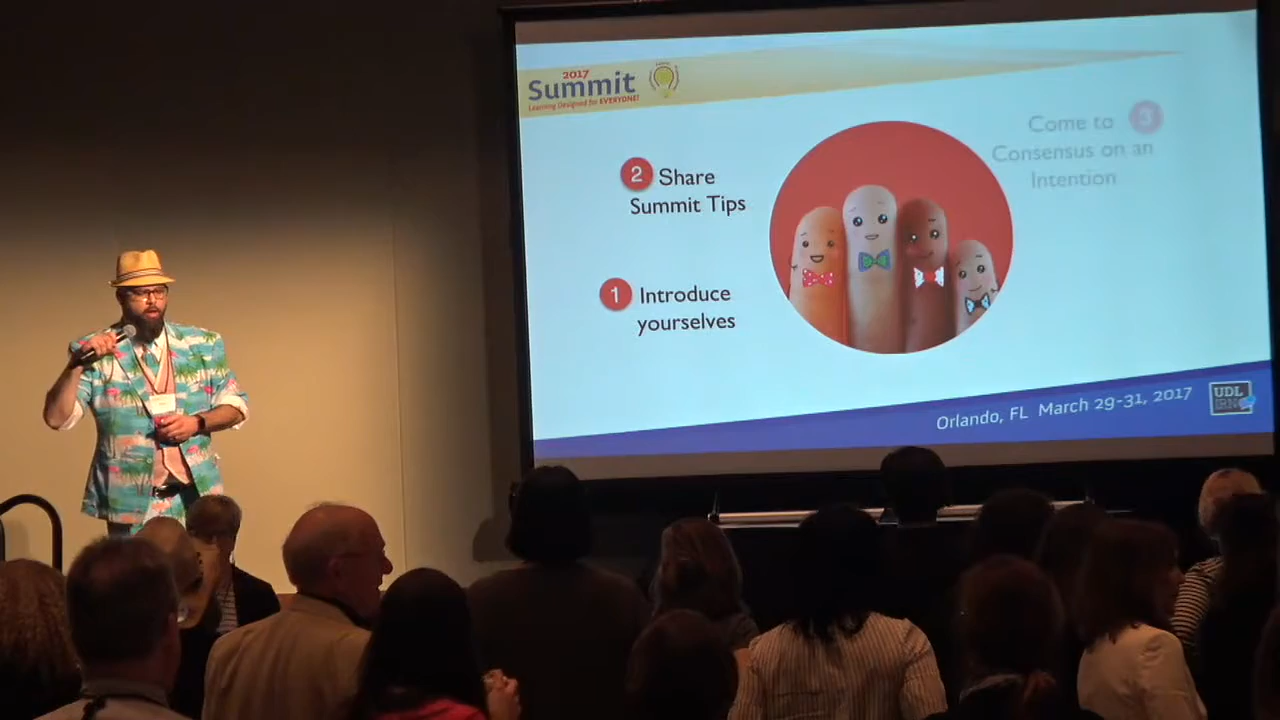 2017
Summit
Learning Designed for EVERYONE!
2 Share
Summit Tips
1 Introduce
yourselves
Come to 3
Consensus on an
Intention
Orlando, FL March 29-31, 2017
UDL
IRN